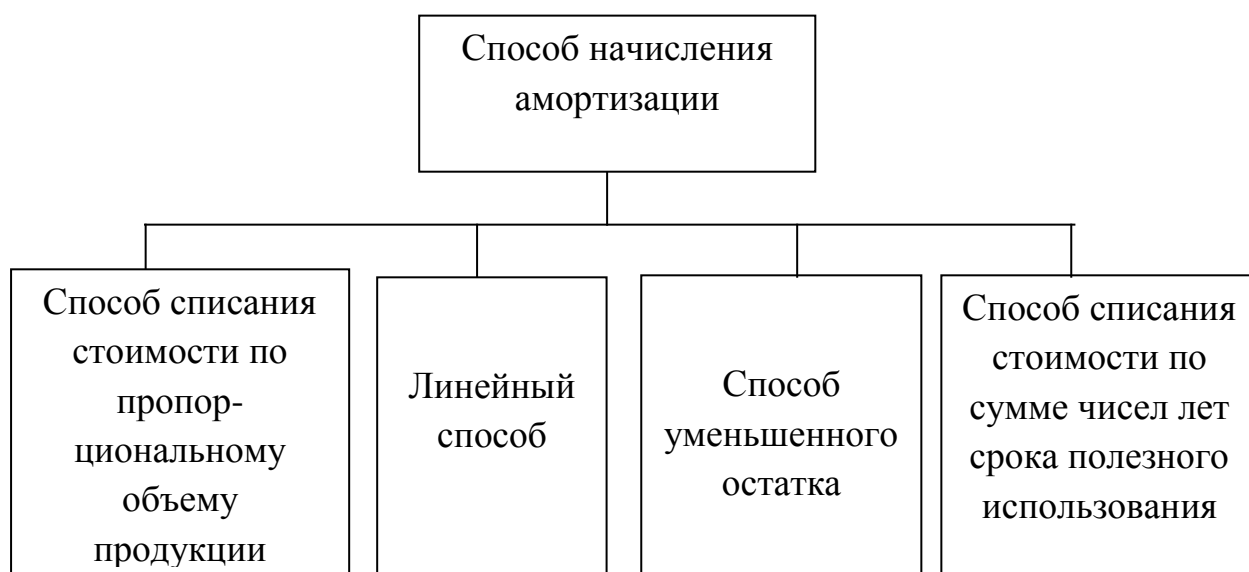 Способ начисления
амортизации
Способ списания
стоимости по
пропор-
циональному
объему
продукции
Линейный
способ
Способ
уменьшенного
остатка
Способ списания
стоимости по
сумме чисел лет
срока полезного
использования